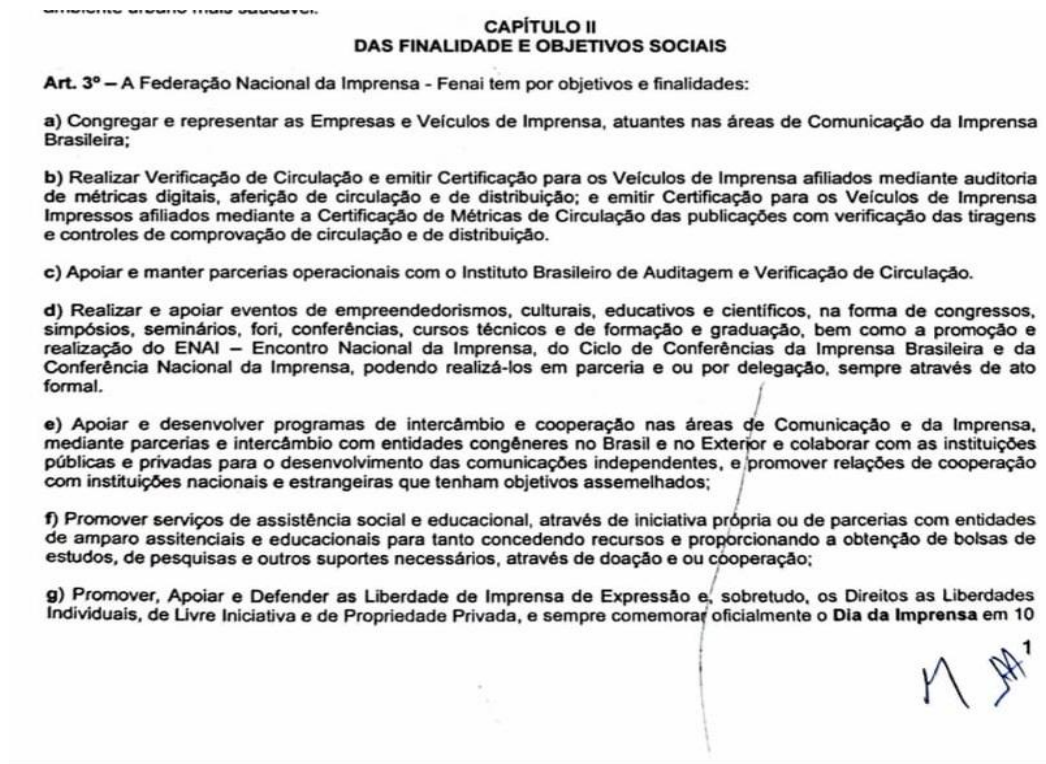 ambiente urbano mais saudável.
CAPÍTULO II
DAS FINALIDADE E OBJETIVOS SOCIAIS
Art. 3º – A Federação Nacional da Imprensa - Fenai tem por objetivos e finalidades:
a) Congregar e representar as Empresas e Veículos de Imprensa, atuantes nas áreas de Comunicação da Imprensa
Brasileira;
b) Realizar Verificação de Circulação e emitir Certificação para os Veículos de Imprensa afiliados mediante auditoria
de métricas digitais, aferição de circulação e de distribuição; e emitir Certificação para os Veículos de Imprensa
Impressos afiliados mediante a Certificação de Métricas de Circulação das publicações com verificação das tiragens
e controles de comprovação de circulação e de distribuição.
c) Apoiar e manter parcerias operacionais com o Instituto Brasileiro de Auditagem e Verificação de Circulação.
d) Realizar e apoiar eventos de empreendedorismos, culturais, educativos e científicos, na forma de congressos,
simpósios, seminários, fori, conferências, cursos técnicos e de formação e graduação, bem como a promoção e
realização do ENAI – Encontro Nacional da Imprensa, do Ciclo de Conferências da Imprensa Brasileira e da
Conferência Nacional da Imprensa, podendo realizá-los em parceria e ou por delegação, sempre através de ato
formal.
e) Apoiar e desenvolver programas de intercâmbio e cooperação nas áreas de Comunicação e da Imprensa,
mediante parcerias e intercâmbio com entidades congêneres no Brasil e no Exterior e colaborar com as instituições
públicas e privadas para o desenvolvimento das comunicações independentes, e promover relações de cooperação
com instituições nacionais e estrangeiras que tenham objetivos assemelhados;
f) Promover serviços de assistência social e educacional, através de iniciativa própria ou de parcerias com entidades
de amparo assitenciais e educacionais para tanto concedendo recursos e proporcionando a obtenção de bolsas de
estudos, de pesquisas e outros suportes necessários, através de doação e ou cooperação;
g) Promover, Apoiar e Defender as Liberdade de Imprensa de Expressão e, sobretudo, os Direitos as Liberdades
Individuais, de Livre Iniciativa e de Propriedade Privada, e sempre comemorar oficialmente o Dia da Imprensa em 10
1